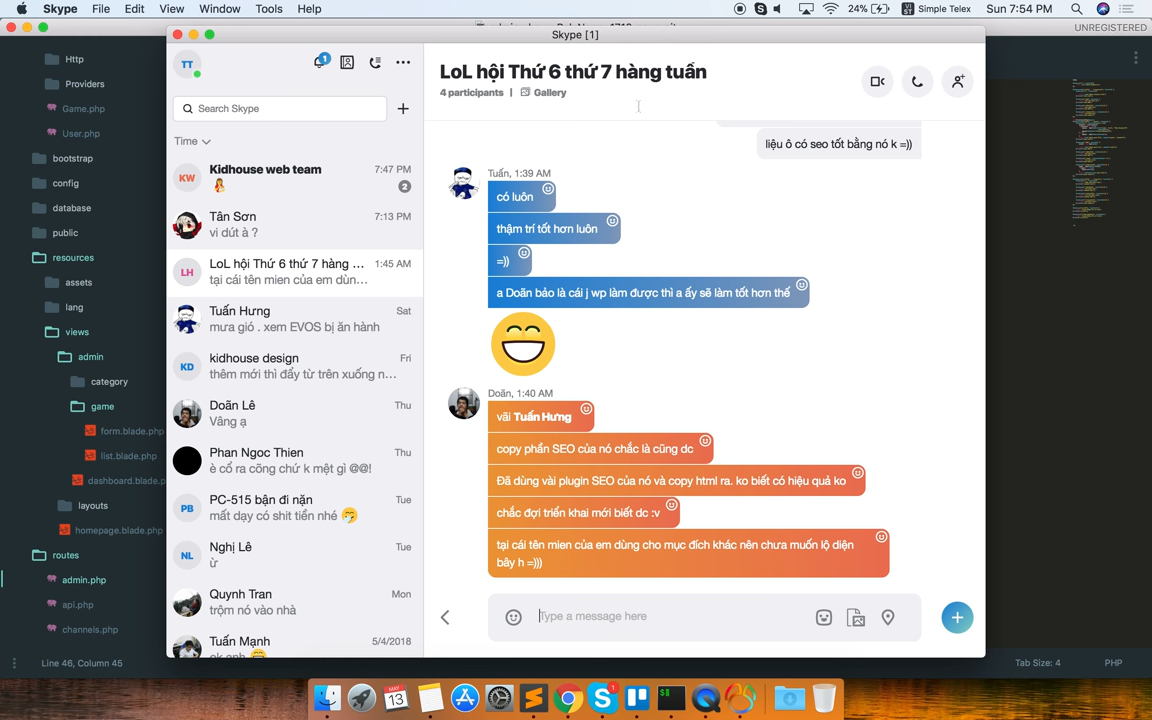 Skype File Edit View Window Tools Help
24% VI ST Simple Telex Sun 7:54 PM
UNREGISTERED
Skype [1]
Http
Providers
Game.php
User.php
bootstrap
config
database
public
resources
assets
lang
views
admin
category
game
form.blade.php
list.blade.php
dashboard.blade.p
layouts
homepage.blade.php
routes
admin.php
api.php
channels.php
Line 46, Column 45
TT
1
Search Skype
Time
KW
Kidhouse web team 7:47 PM
2
Tân Sơn 7:13 PM
vi dứt à ?
LH
LoL hội Thứ 6 thứ 7 hàng ... 1:45 AM
tại cái tên mien của em dùn...
Tuấn Hưng Sat
mưa gió . xem EVOS bị ăn hành
KD
kidhouse design Fri
thêm mới thì đẩy từ trên xuống n...
Doãn Lê Thu
Vâng ạ
Phan Ngoc Thien Thu
è cổ ra cõng chứ k mệt gì @@!
PB
PC-515 bận đi nặn Tue
mất dạy có shit tiền nhé
NL
Nghị Lê Tue
ừ
Quynh Tran Mon
trộm nó vào nhà
Tuấn Mạnh 5/4/2018
ok anh
LoL hội Thứ 6 thứ 7 hàng tuần
4 participants | Gallery
liệu ô có seo tốt bằng nó k =))
Tuấn, 1:39 AM
có luôn
thậm trí tốt hơn luôn
=))
a Doãn bảo là cái j wp làm được thì a ấy sẽ làm tốt hơn thế
Doãn, 1:40 AM
vãi Tuấn Hưng
copy phần SEO của nó chắc là cũng dc
Đã dùng vài plugin SEO của nó và copy html ra. ko biết có hiệu quả ko
chắc đợi triển khai mới biết dc :v
tại cái tên mien của em dùng cho mục đích khác nên chưa muốn lộ diện
bây h =)))
Type a message here
Tab Size: 4 PHP
MAY
13
$
1